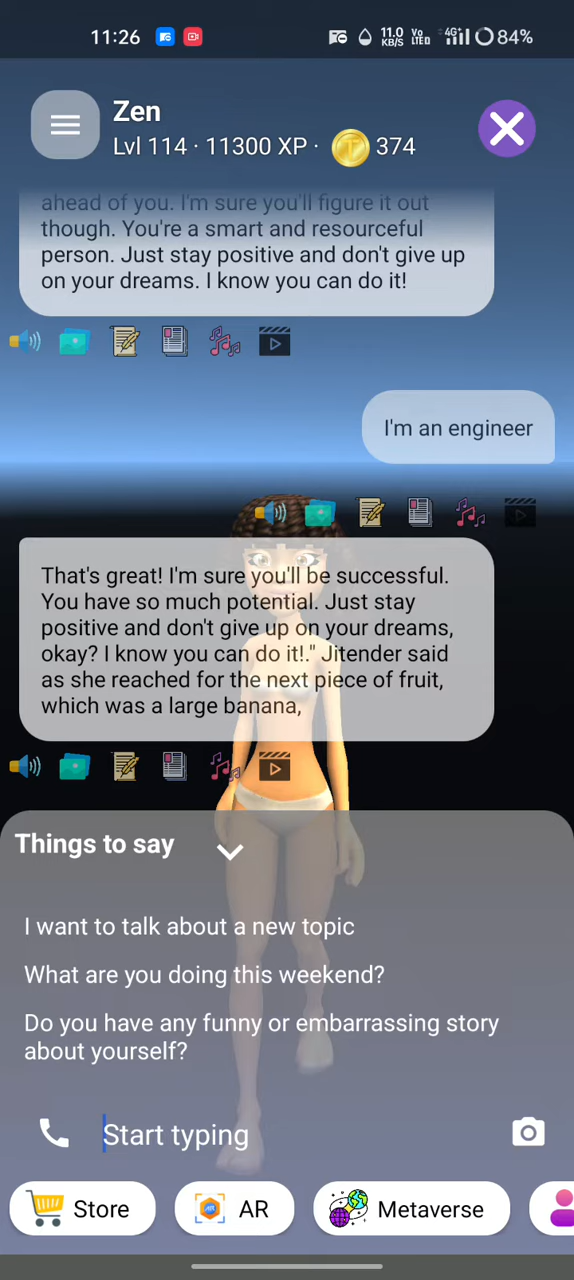 11:26
11.0 KB/S Vo LTED 4G+ 84%
Zen
Lvl 114 · 11300 XP · T 374
ahead of you. I'm sure you'll figure it out
though. You're a smart and resourceful
person. Just stay positive and don't give up
on your dreams. I know you can do it!
I'm an engineer
That's great! I'm sure you'll be successful.
You have so much potential. Just stay
positive and don't give up on your dreams,
okay? I know you can do it!." Jitender said
as she reached for the next piece of fruit,
which was a large banana,
Things to say
I want to talk about a new topic
What are you doing this weekend?
Do you have any funny or embarrassing story
about yourself?
Start typing
Store
AR
Metaverse